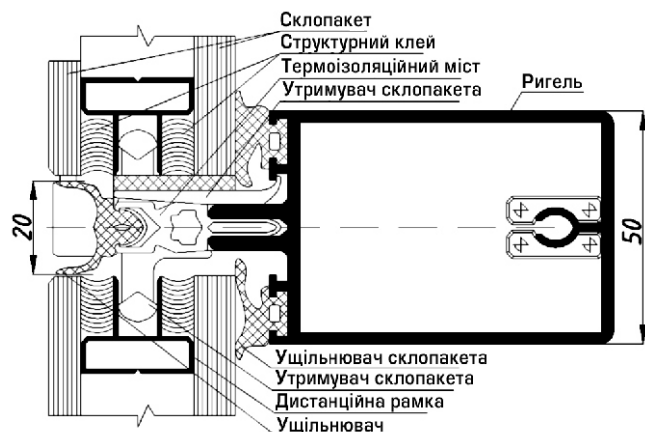 Склопакет
Структурний клей
Термоізоляційний міст
Утримувач склопакета
Ригель
20
50
Ущільнювач склопакета
Утримувач склопакета
Дистанційна рамка
Ущільнювач